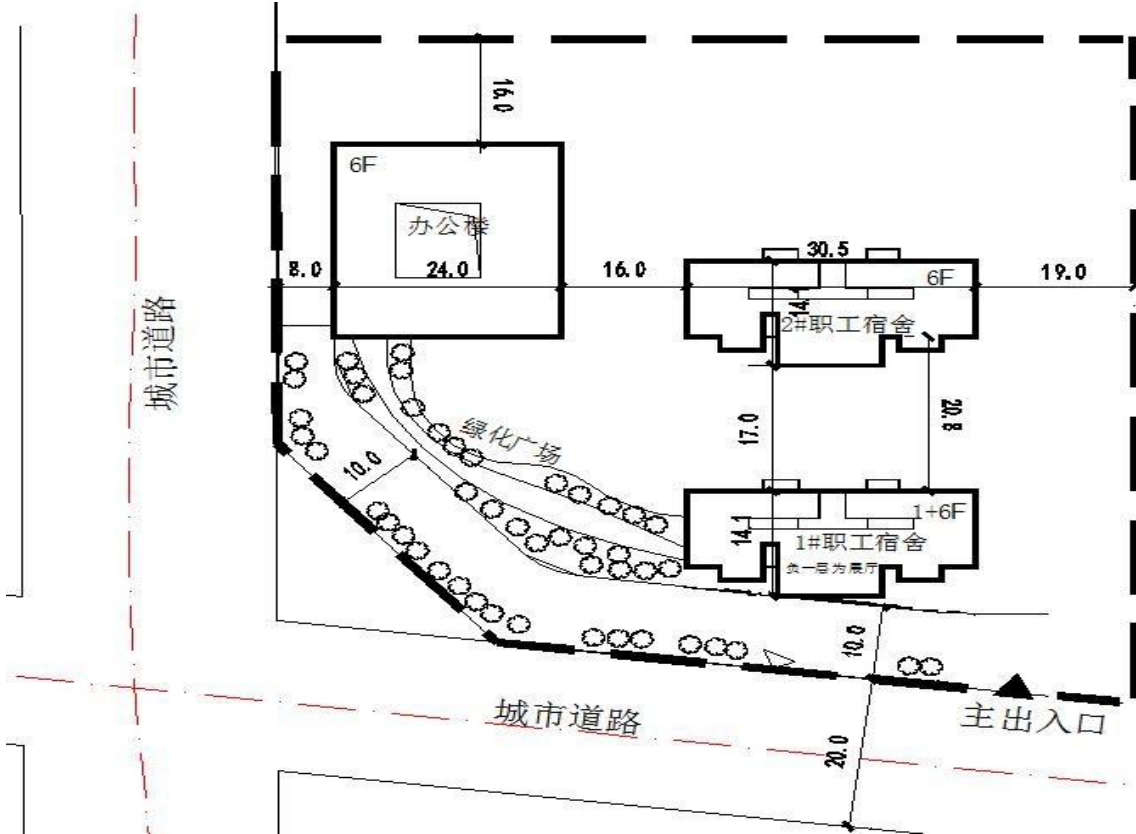 16.0
6F
办公楼
8.0
24.0
16.0
30.5
6F
19.0
14.1
2#职工宿舍
城市道路
绿化广场
17.0
20.8
10.0
1+6F
14.1
1#职工宿舍
负一层为展厅
10.0
城市道路
主出入口
20.0